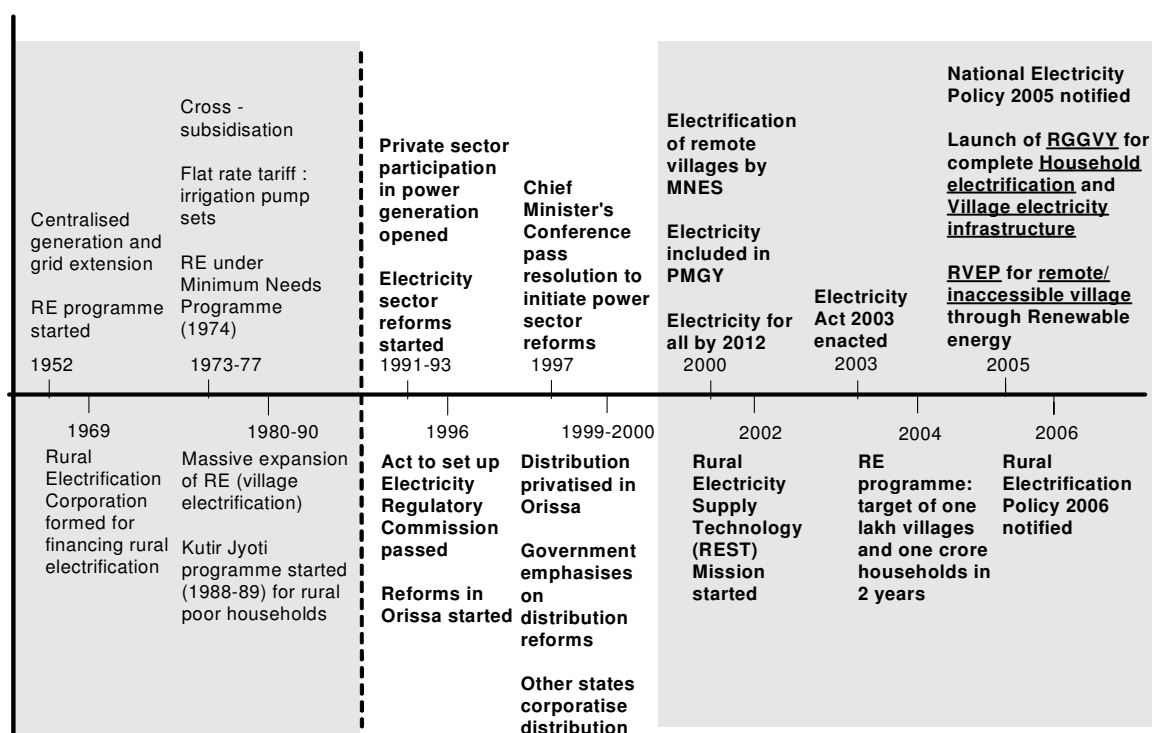 Centralised
generation and
grid extension
RE programme
started
1952
Cross -
subsidisation
Flat rate tariff :
irrigation pump
sets
RE under
Minimum Needs
Programme
(1974)
1973-77
Private sector
participation
in power
generation
opened
Electricity
sector
reforms
started
1991-93
Chief
Minister's
Conference
pass
resolution to
initiate power
sector
reforms
1997
Electrification
of remote
villages by
MNES
Electricity
included in
PMGY
Electricity for
all by 2012
2000
Electricity
Act 2003
enacted
2003
National Electricity
Policy 2005 notified
Launch of RGGVY for
complete Household
electrification and
Village electricity
infrastructure
RVEP for remote/
inaccessible village
through Renewable
energy
2005
1969
Rural
Electrification
Corporation
formed for
financing rural
electrification
1980-90
Massive expansion
of RE (village
electrification)
Kutir Jyoti
programme started
(1988-89) for rural
poor households
1996
Act to set up
Electricity
Regulatory
Commission
passed
Reforms in
Orissa started
1999-2000
Distribution
privatised in
Orissa
Government
emphasises
on
distribution
reforms
Other states
corporatise
distribution
2002
Rural
Electricity
Supply
Technology
(REST)
Mission
started
2004
RE
programme:
target of one
lakh villages
and one crore
households in
2 years
2006
Rural
Electrification
Policy 2006
notified